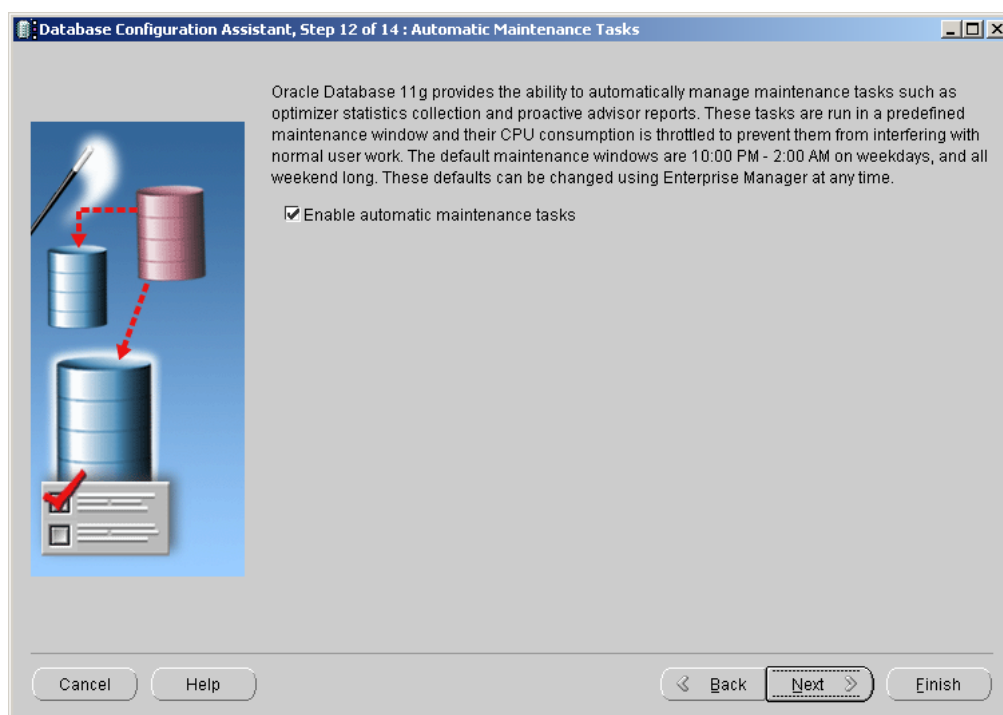 Database Configuration Assistant, Step 12 of 14 : Automatic Maintenance Tasks
Oracle Database 11g provides the ability to automatically manage maintenance tasks such as
optimizer statistics collection and proactive advisor reports. These tasks are run in a predefined
maintenance window and their CPU consumption is throttled to prevent them from interfering with
normal user work. The default maintenance windows are 10:00 PM - 2:00 AM on weekdays, and all
weekend long. These defaults can be changed using Enterprise Manager at any time.
Enable automatic maintenance tasks
Cancel Help Back Next Finish